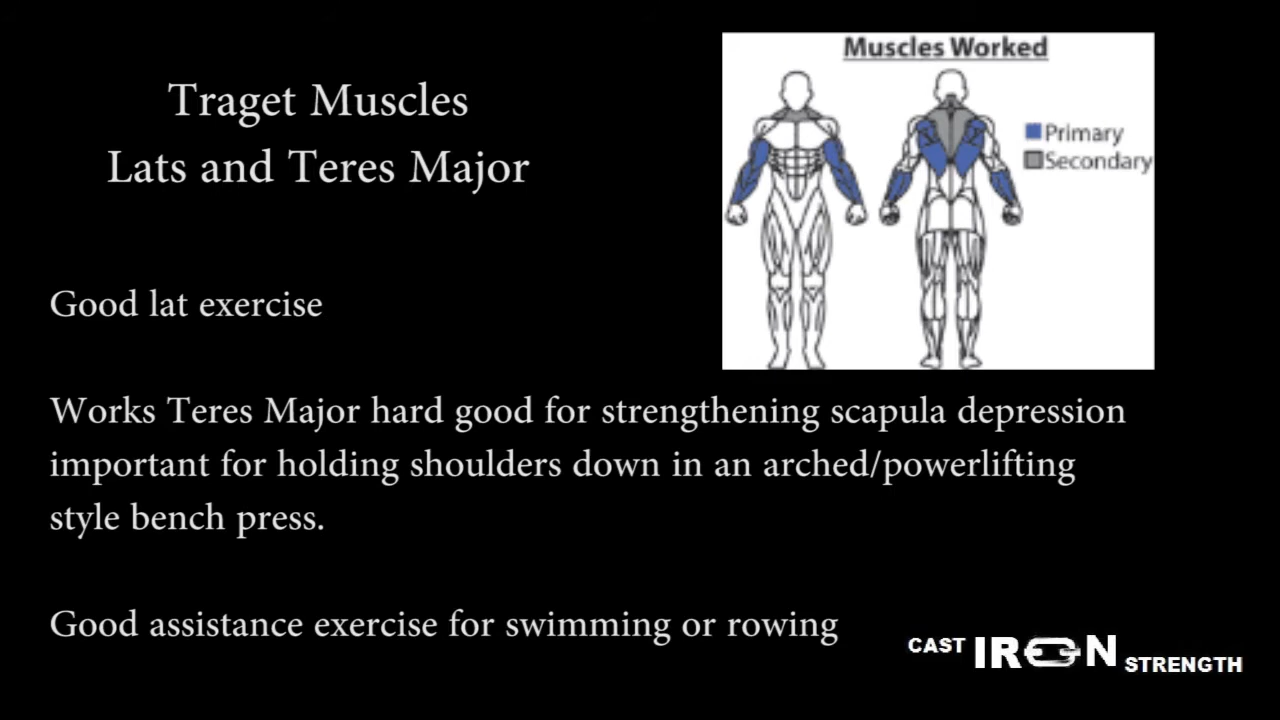 Traget Muscles
Lats and Teres Major
Muscles Worked
Primary
Secondary
Good lat exercise
Works Teres Major hard good for strengthening scapula depression
important for holding shoulders down in an arched/powerlifting
style bench press.
Good assistance exercise for swimming or rowing
CAST IRON STRENGTH